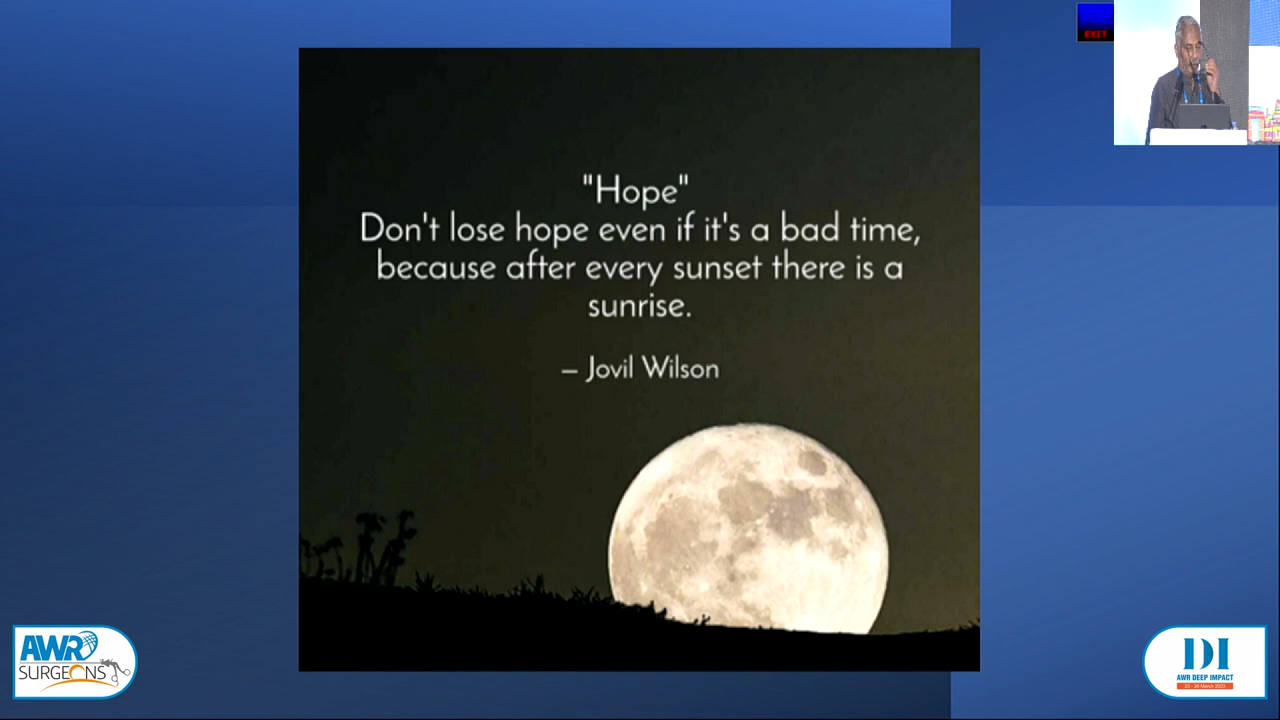 EXIT
"Hope"
Don't lose hope even if it's a bad time,
because after every sunset there is a
sunrise.
– Jovil Wilson
AWR
SURGEONS
DI
AWR DEEP IMPACT